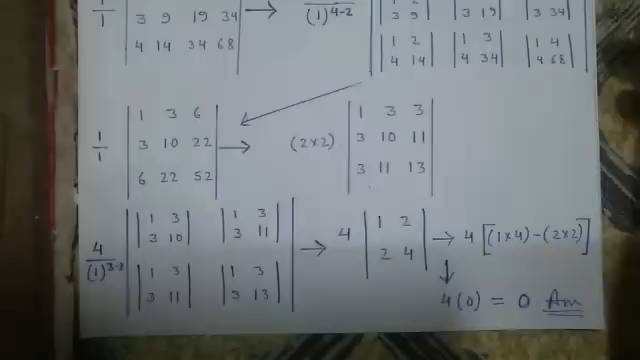 1/1 | 3 9 19 34 | → 1/(1)^4-2 | | 3 9 | | 3 19 | | 3 34 | |
4 14 34 68 | 1 2 | | 1 3 | | 1 4 |
| 4 14 | | 4 34 | | 4 68 |
1 3 6 | 1 3 3
1/1 | 3 10 22 | → (2×2) | 3 10 11 |
6 22 52 | 3 11 13
4/(1)^3-2 | | 1 3 | | 1 3 | | → 4 | 1 2 | → 4 [(1×4)-(2×2)]
| 3 10 | | 3 11 | | 2 4 |
| 1 3 | | 1 3 | ↓
| 3 11 | | 3 13 | 4(0) = 0 Ans